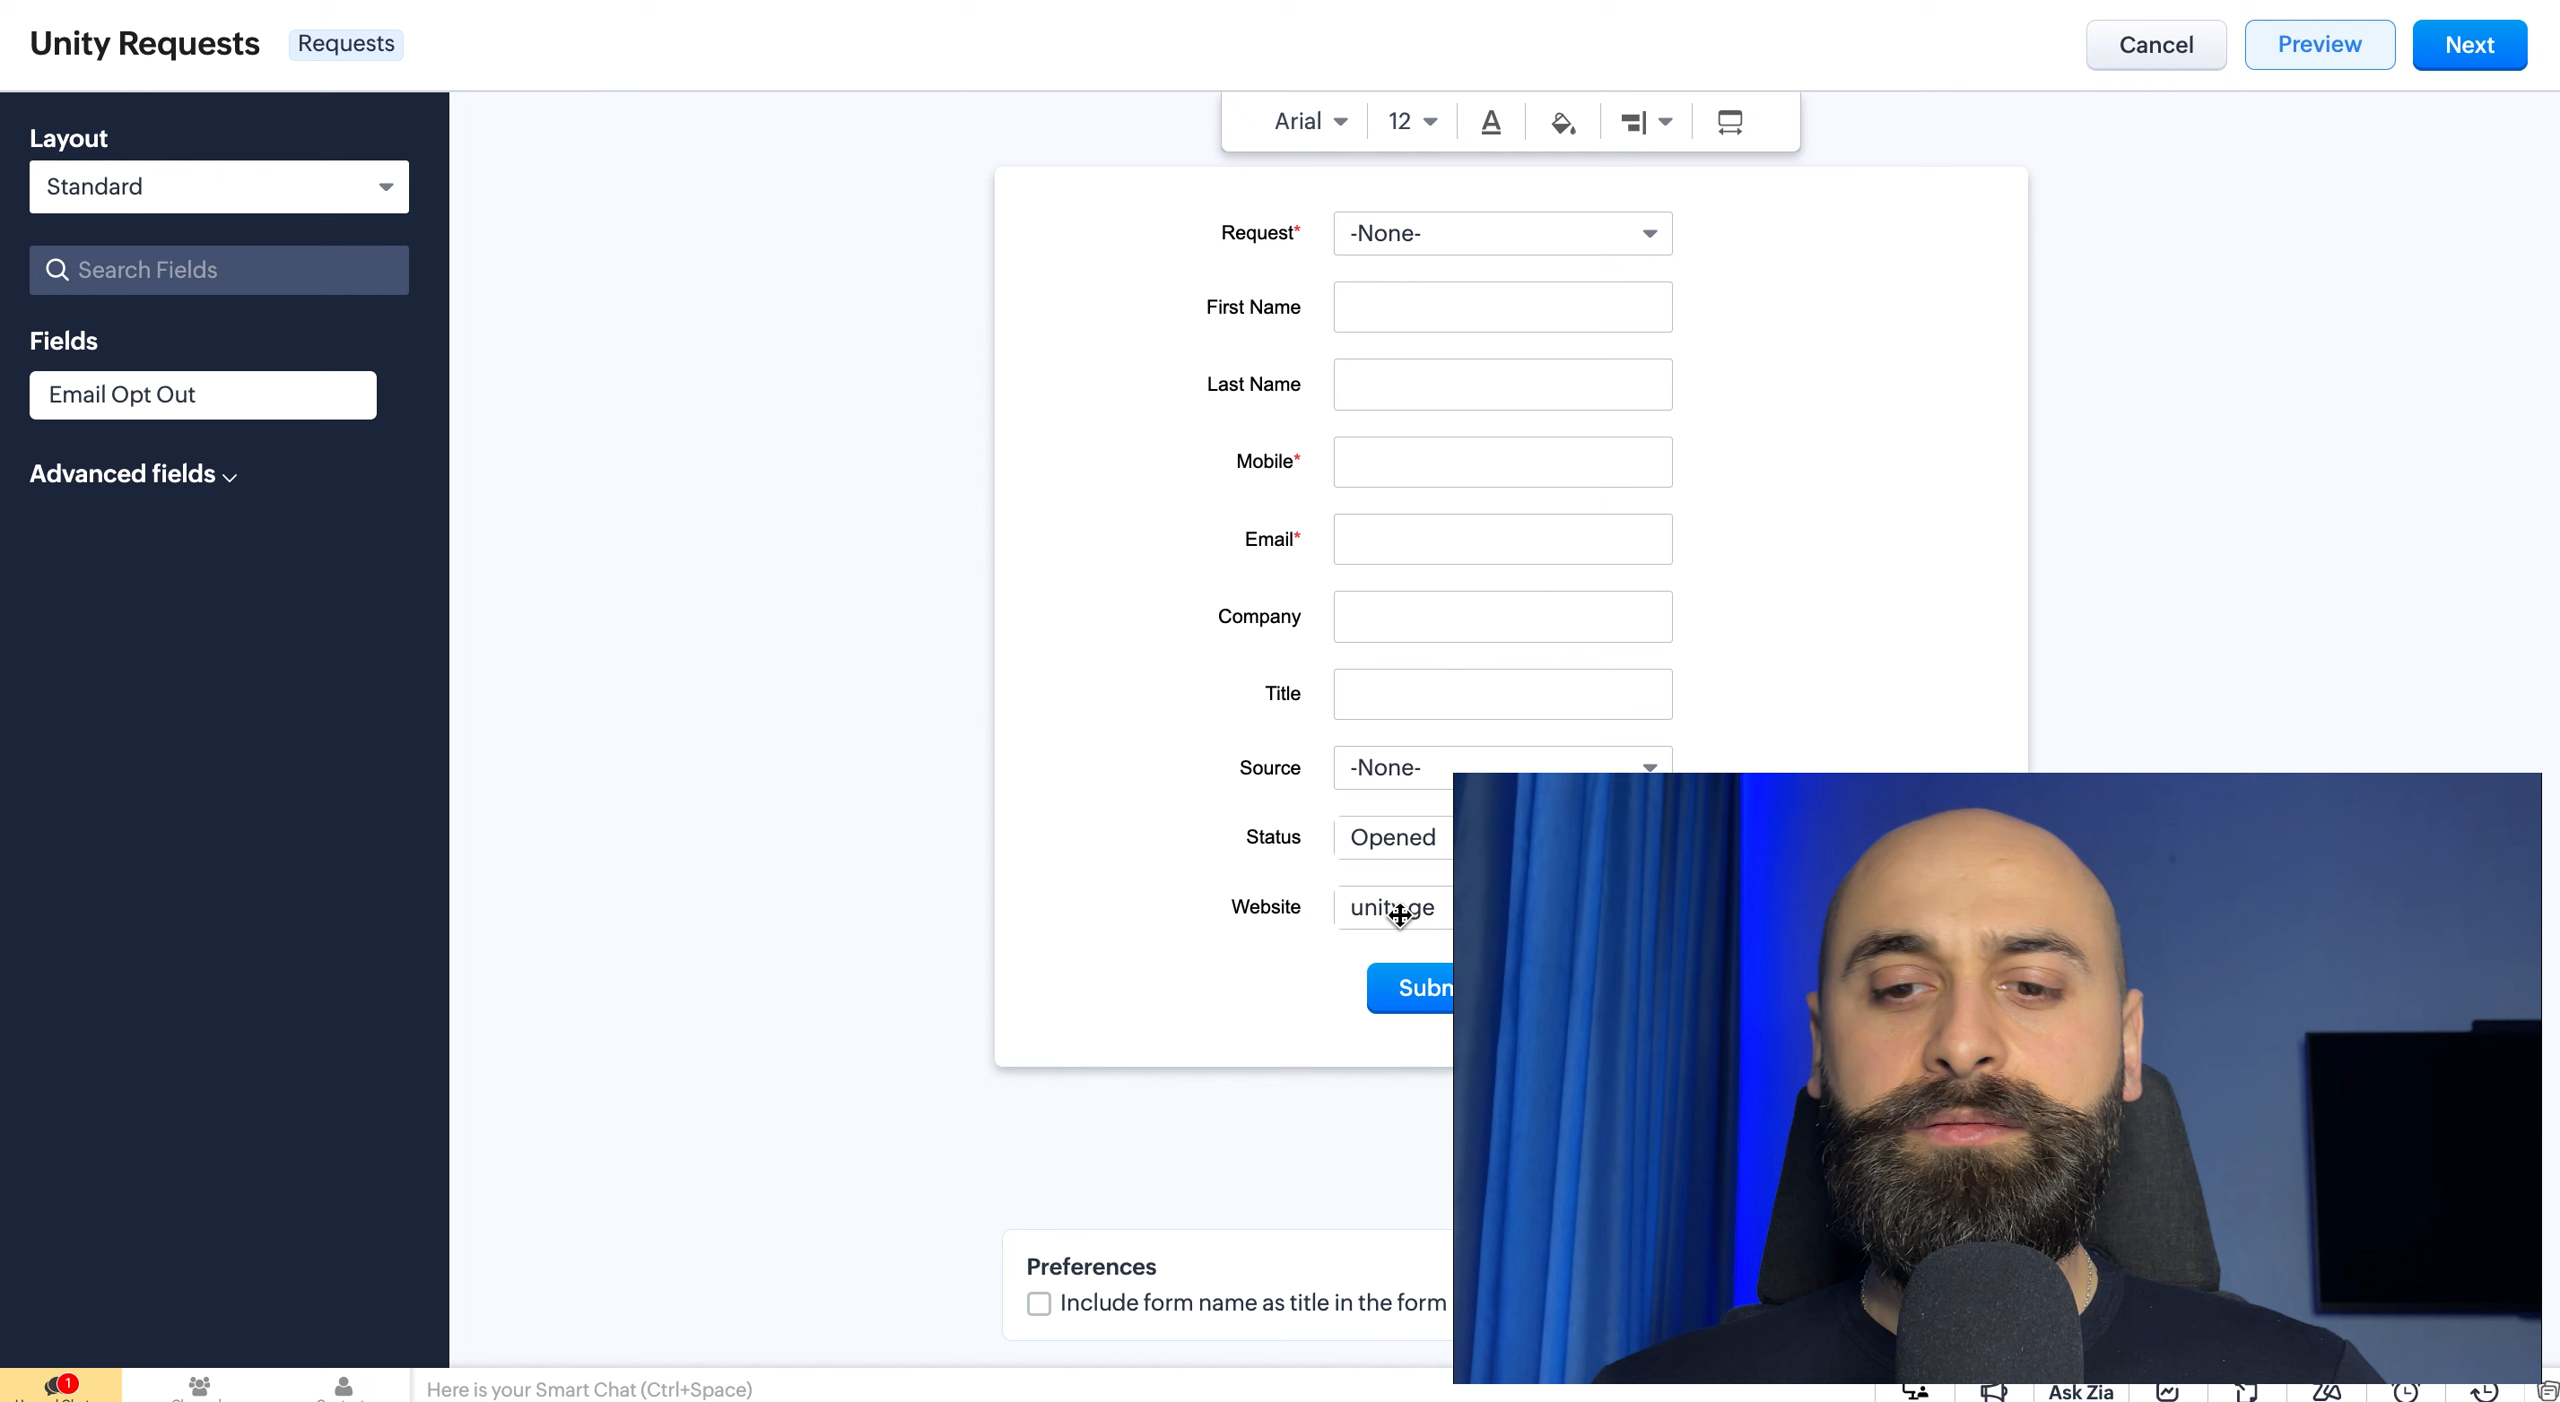 Unity Requests Requests Cancel Preview Next
Layout
Standard
Search Fields
Fields
Email Opt Out
Advanced fields
Arial 12 A
Request* -None-
First Name
Last Name
Mobile*
Email*
Company
Title
Source -None-
Status Opened
Website
Preferences
Include form name as title in the form
1
Here is your Smart Chat (Ctrl+Space)
Ask Zia